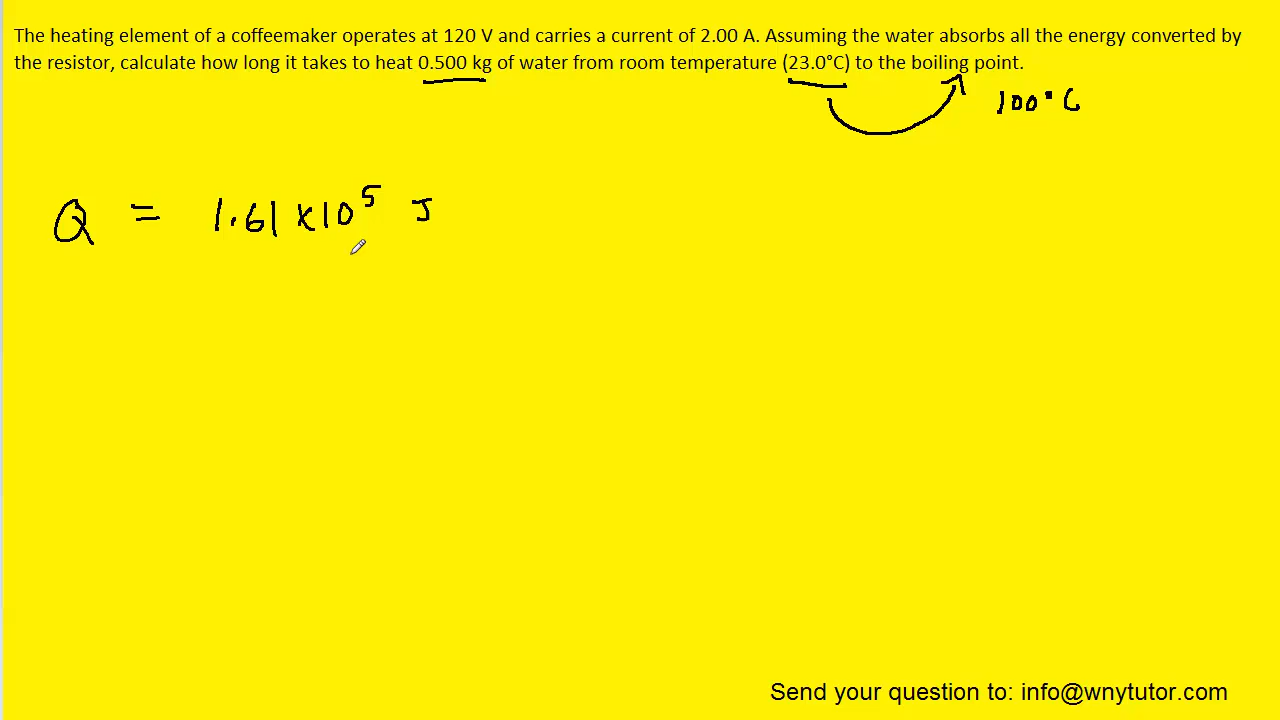 The heating element of a coffeemaker operates at 120 V and carries a current of 2.00 A. Assuming the water absorbs all the energy converted by
the resistor, calculate how long it takes to heat 0.500 kg of water from room temperature (23.0°C) to the boiling point.
100°C
Q = 1.61 x 10⁵ J
Send your question to: info@wnytutor.com